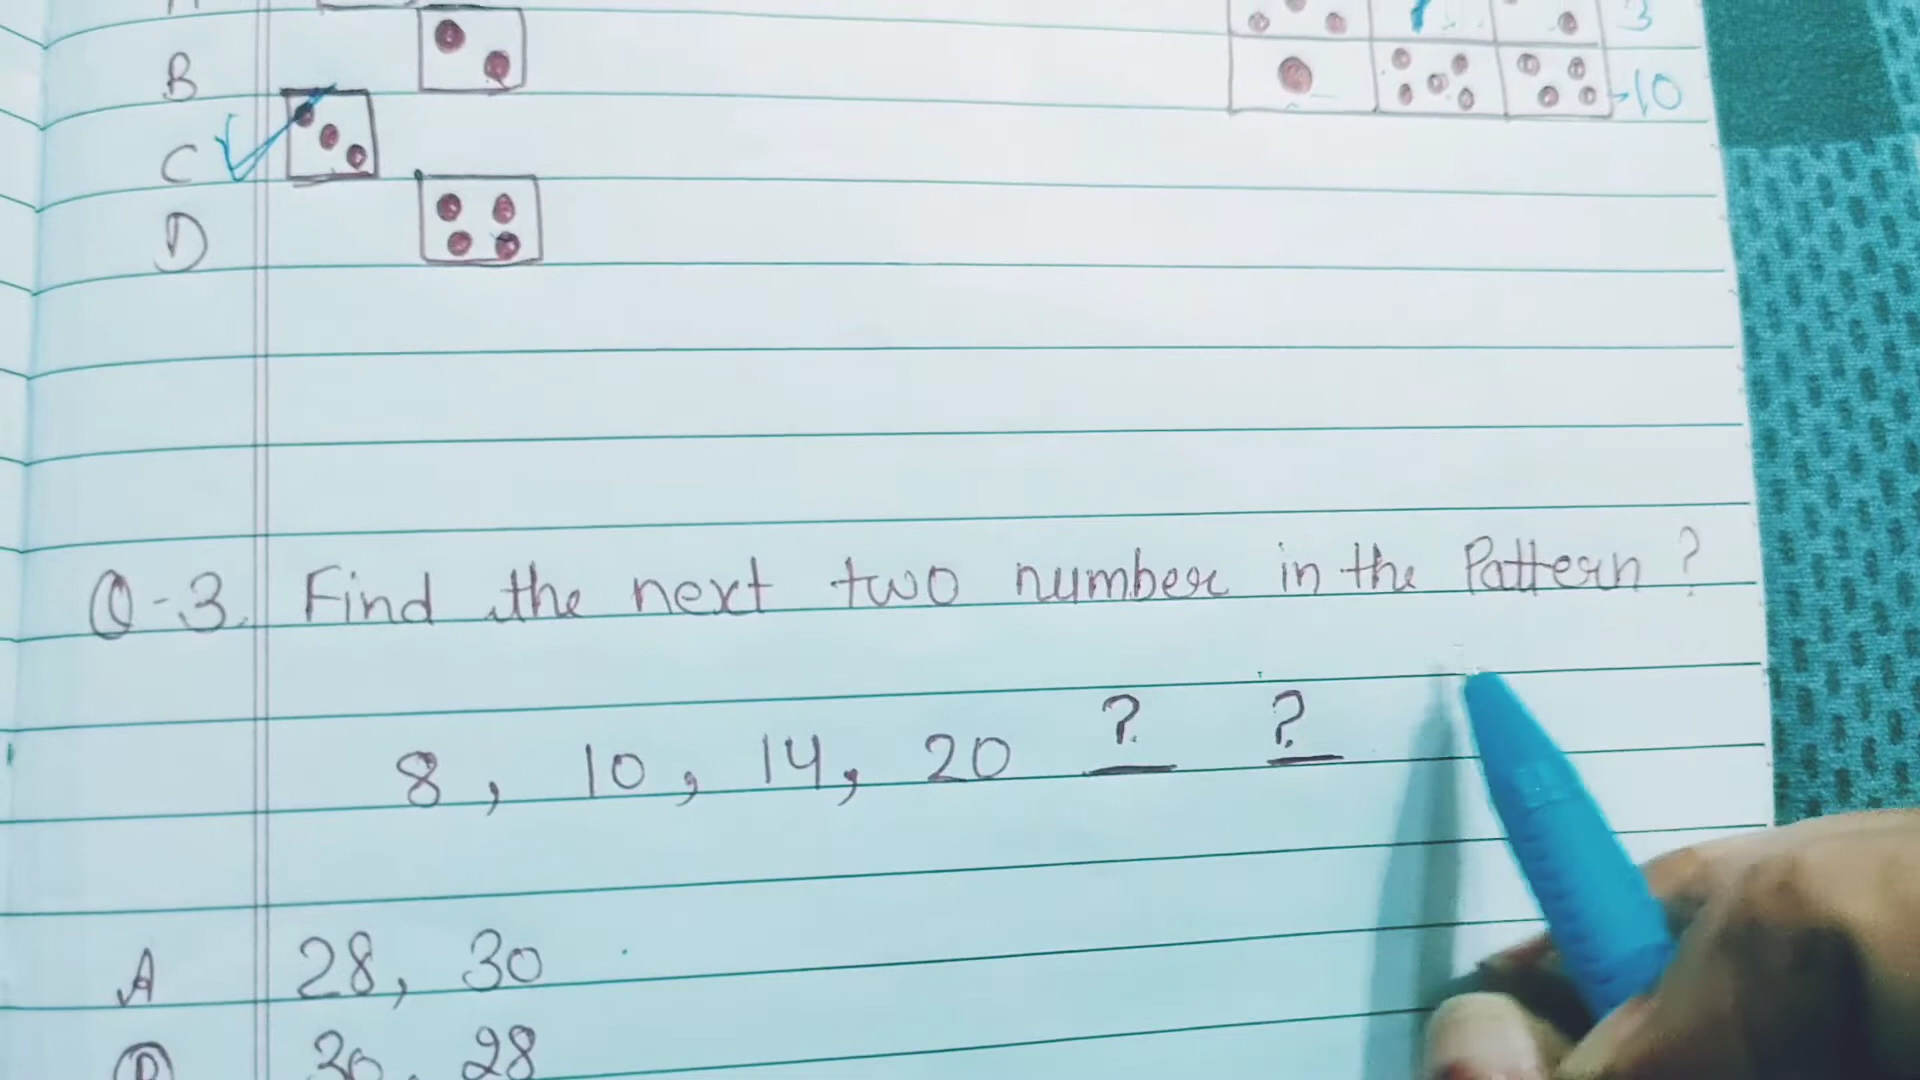 B
C
D
3
10
Q-3. Find the next two number in the Pattern ?
8, 10, 14, 20 ? ?
A 28, 30
B 30, 28